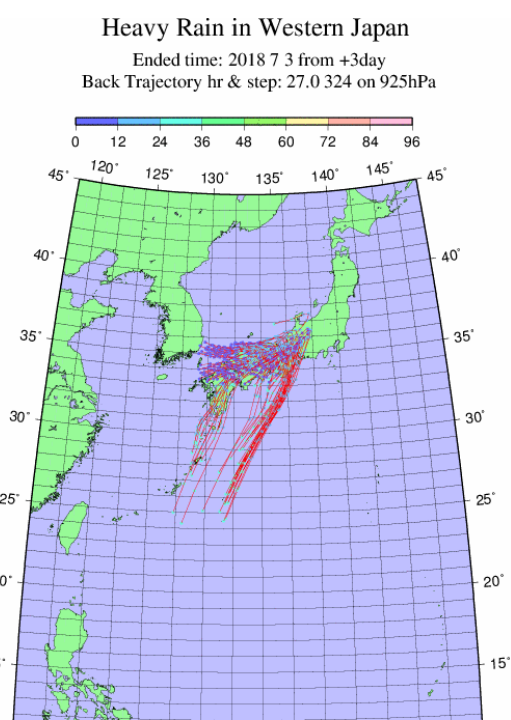 Heavy Rain in Western Japan
Ended time: 2018 7 3 from +3day
Back Trajectory hr & step: 27.0 324 on 925hPa
0 12 24 36 48 60 72 84 96
45° 120° 125° 130° 135° 140° 145° 45°
40° 40°
35° 35°
30° 30°
25° 25°
0° 20°
15°